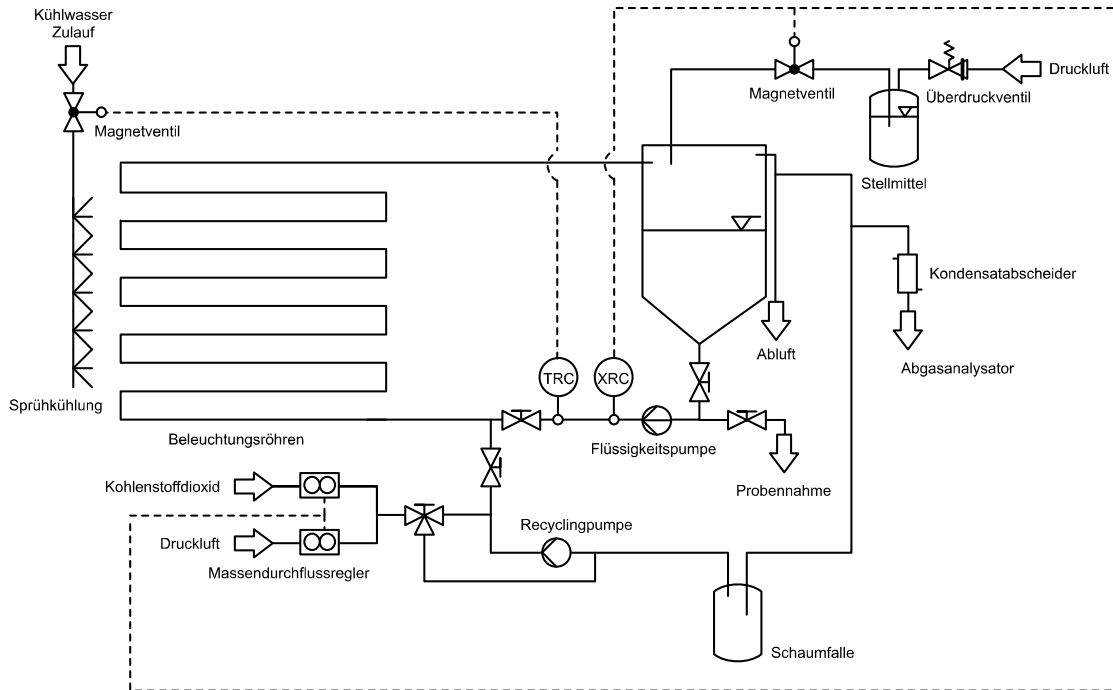 Kühlwasser
Zulauf
Magnetventil
Sprühkühlung
Beleuchtungsröhren
TRC
XRC
Magnetventil
Druckluft
Überdruckventil
Stellmittel
Kondensatabscheider
Abluft
Abgasanalysator
Flüssigkeitspumpe
Probennahme
Kohlenstoffdioxid
Druckluft
Massendurchflussregler
Recyclingpumpe
Schaumfalle